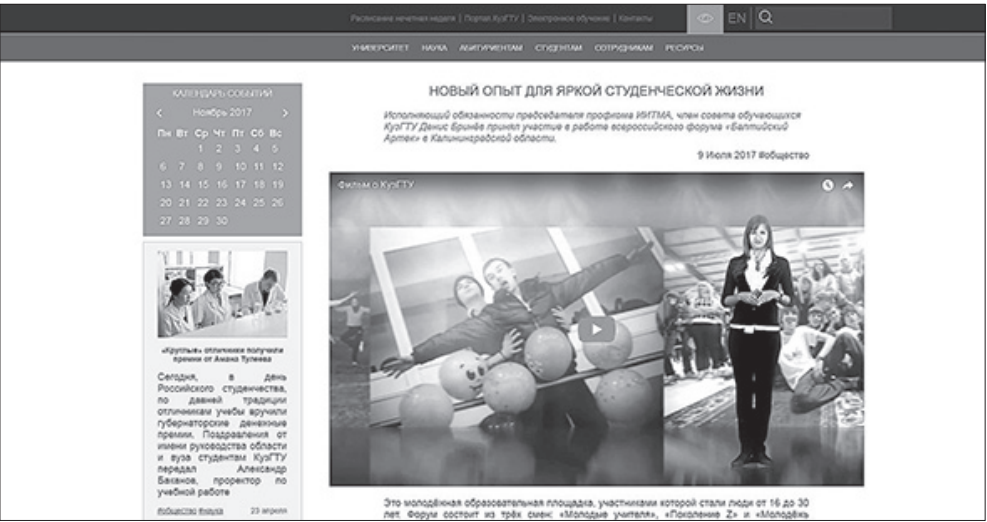 Расписание нечетная неделя | Портал КузГТУ | Электронное обучение | Контакты
EN
УНИВЕРСИТЕТ НАУКА АБИТУРИЕНТАМ СТУДЕНТАМ СОТРУДНИКАМ РЕСУРСЫ
КАЛЕНДАРЬ СОБЫТИЙ
Ноябрь 2017
Пн Вт Ср Чт Пт Сб Вс
1 2 3 4 5
6 7 8 9 10 11 12
13 14 15 16 17 18 19
20 21 22 23 24 25 26
27 28 29 30
«Круглые» отличники получили
премии от Амана Тулеева
Сегодня, в день
Российского студенчества,
по давней традиции
отличникам учебы вручили
губернаторские денежные
премии. Поздравления от
имени руководства области
и вуза студентам КузГТУ
передал Александр
Баканов, проректор по
учебной работе
#общество #наука 23 апреля
НОВЫЙ ОПЫТ ДЛЯ ЯРКОЙ СТУДЕНЧЕСКОЙ ЖИЗНИ
Исполняющий обязанности председателя профкома ИИТМА, член совета обучающихся
КузГТУ Денис Бринёв принял участие в работе всероссийского форума «Балтийский
Артек» в Калининградской области.
9 Июля 2017 #общество
Фильм о КузГТУ
Это молодёжная образовательная площадка, участниками которой стали люди от 16 до 30
лет. Форум состоит из трёх смен: «Молодые учителя», «Поколение Z» и «Молодёжь